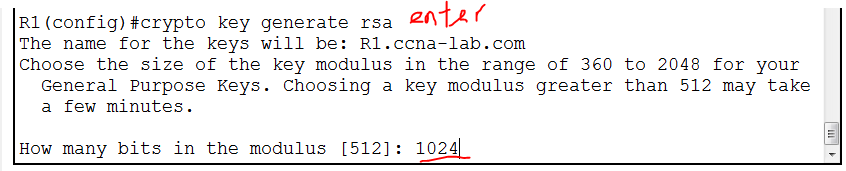 R1(config)#crypto key generate rsa enter
The name for the keys will be: R1.ccna-lab.com
Choose the size of the key modulus in the range of 360 to 2048 for your
General Purpose Keys. Choosing a key modulus greater than 512 may take
a few minutes.
How many bits in the modulus [512]: 1024